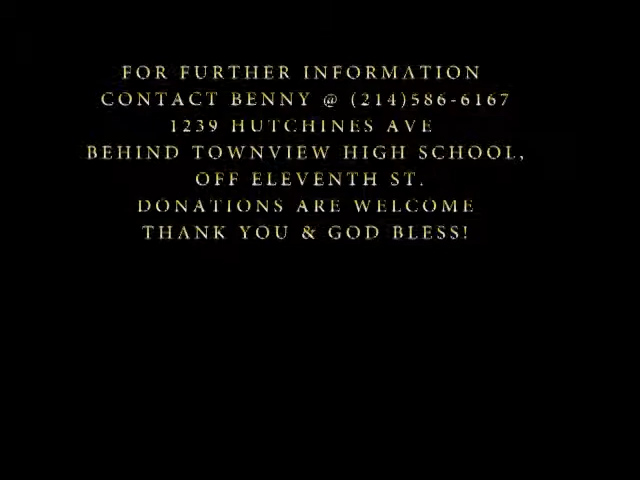 FOR FURTHER INFORMATION
CONTACT BENNY @ (214)586-6167
1239 HUTCHINES AVE
BEHIND TOWNVIEW HIGH SCHOOL,
OFF ELEVENTH ST.
DONATIONS ARE WELCOME
THANK YOU & GOD BLESS!